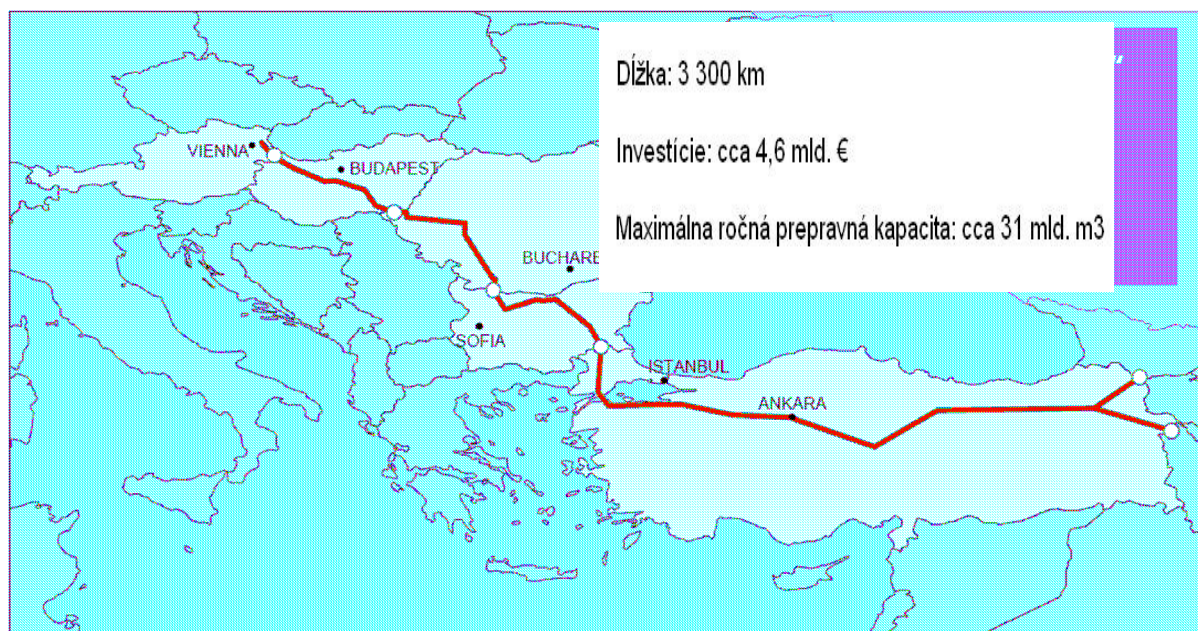 Dĺžka: 3 300 km
Investície: cca 4,6 mld. €
Maximálna ročná prepravná kapacita: cca 31 mld. m3
VIENNA
BUDAPEST
SOFIA
ISTANBUL
ANKARA